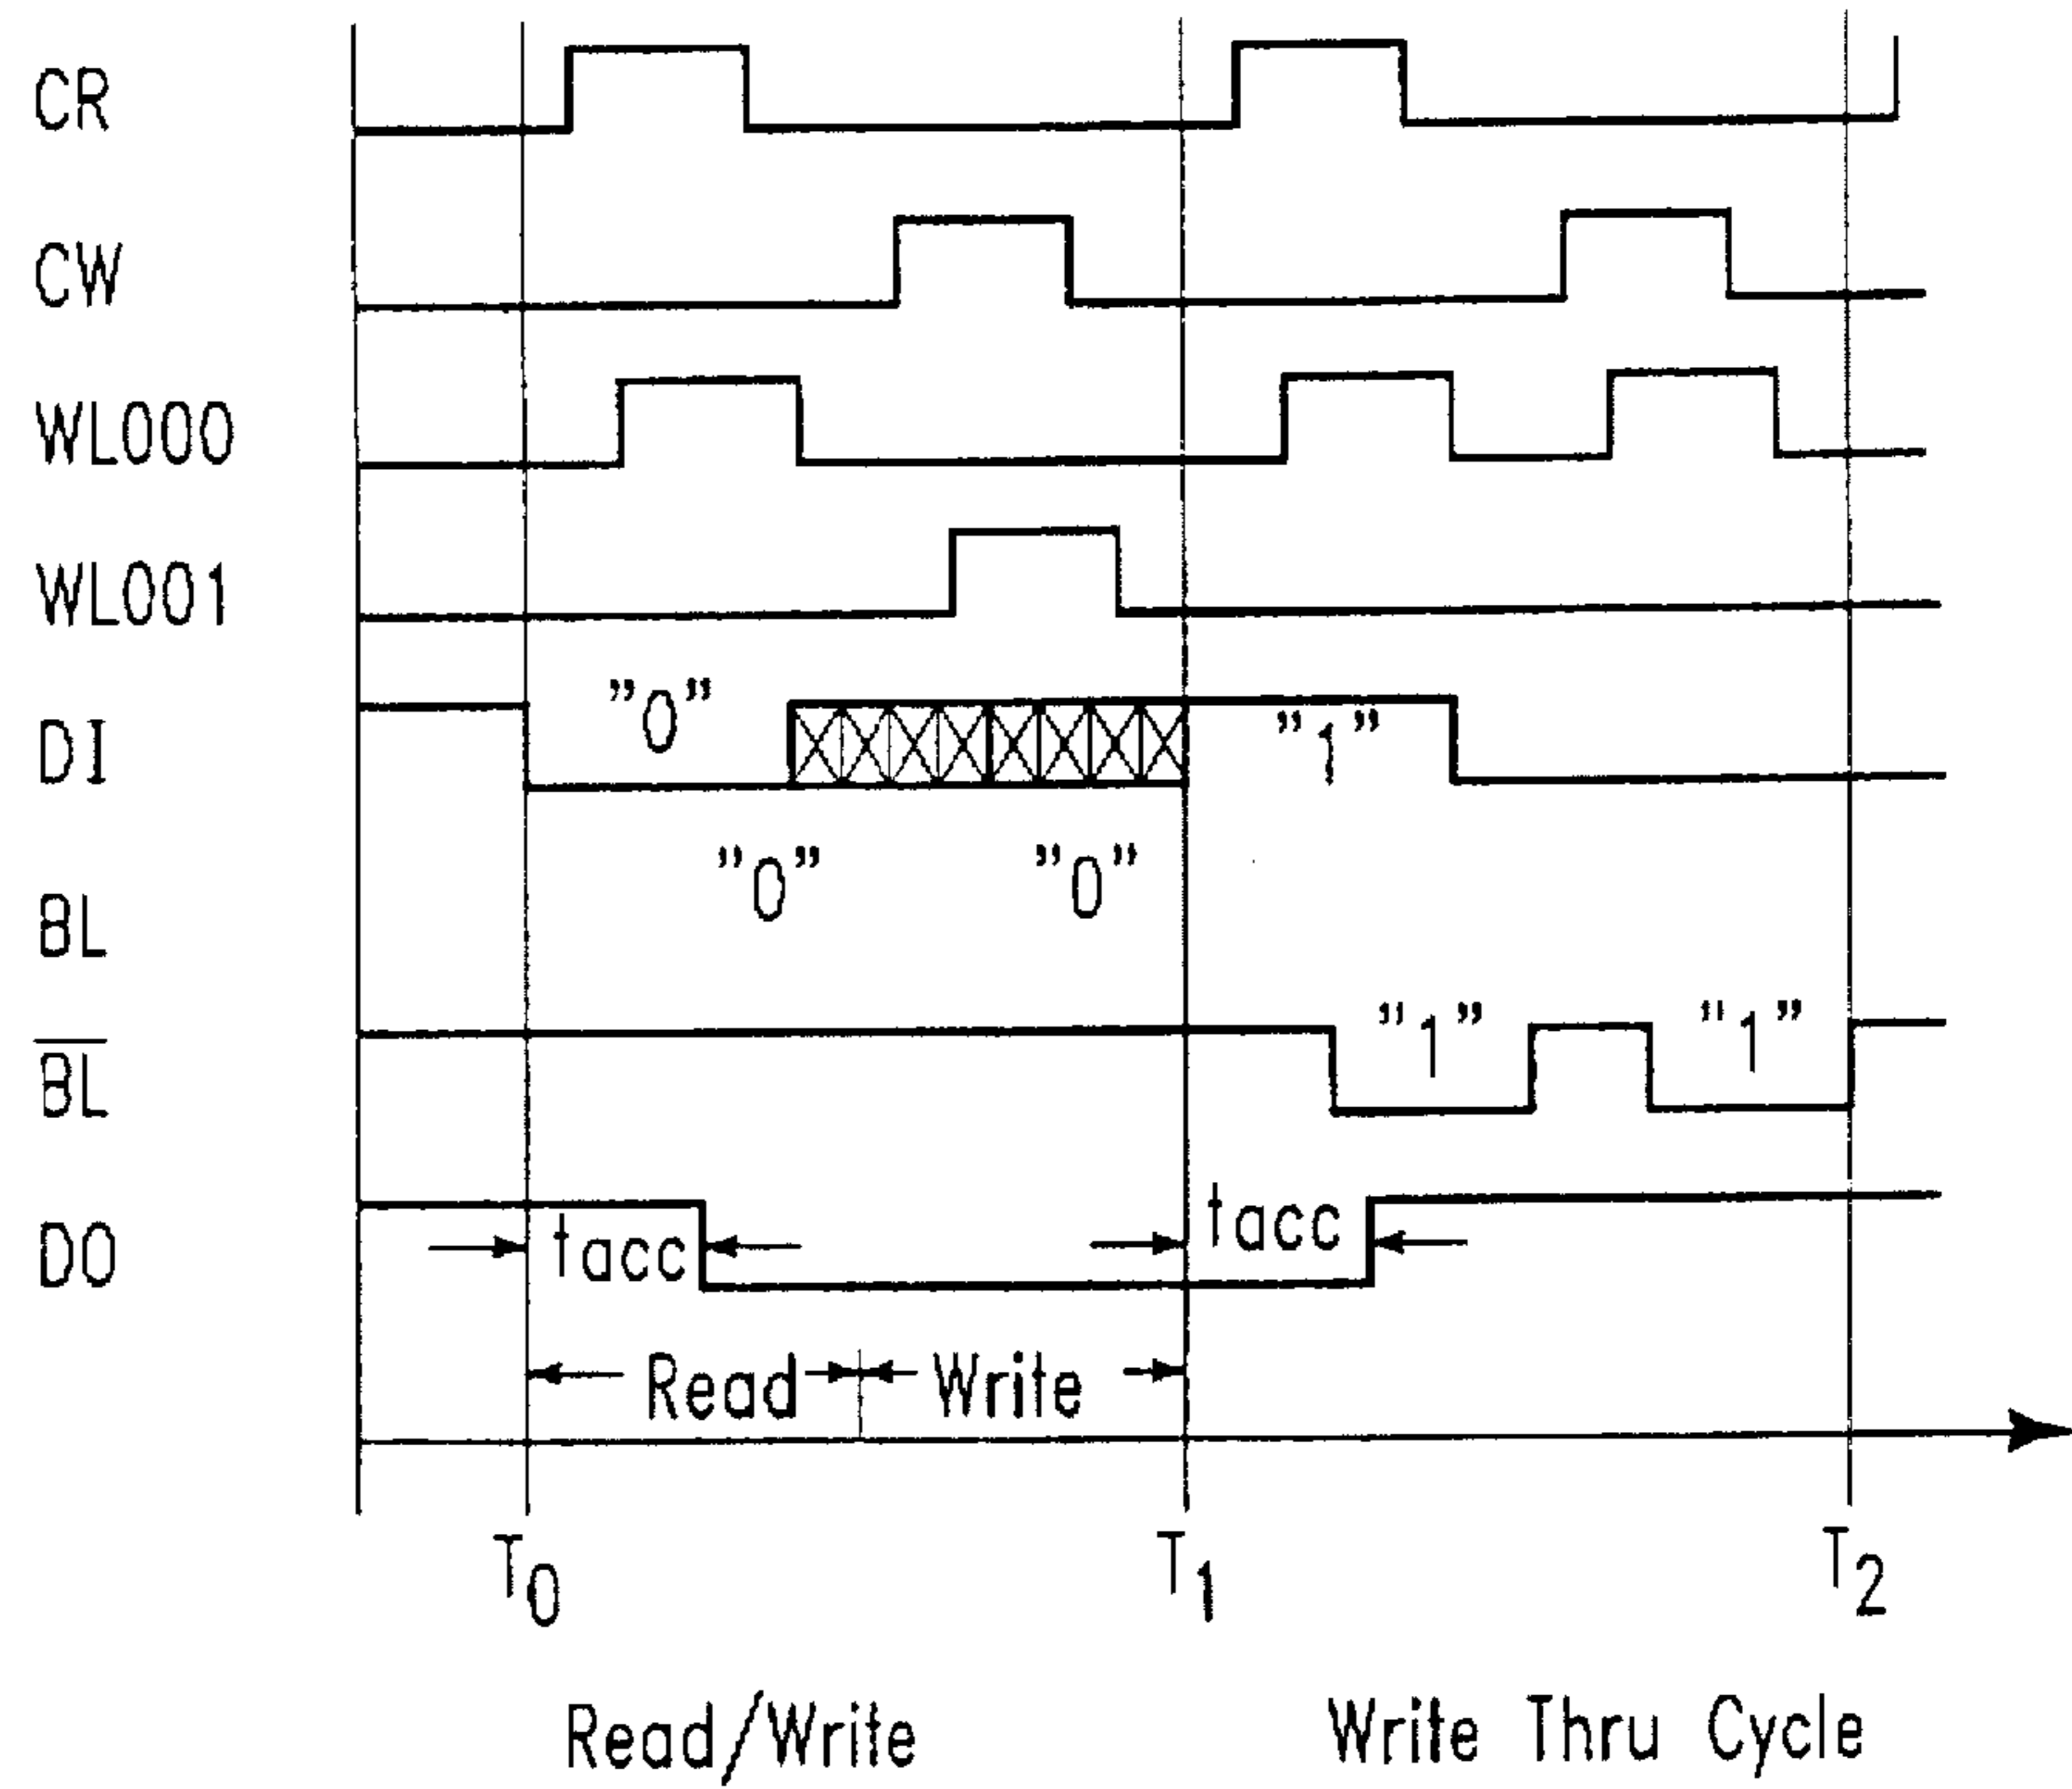 CR
CW
WL000
WL001
"0"
DI "1"
"0" "0"
BL
"1" "1"
BL
tacc tacc
DO
Read Write
T0 T1 T2
Read/Write Write Thru Cycle